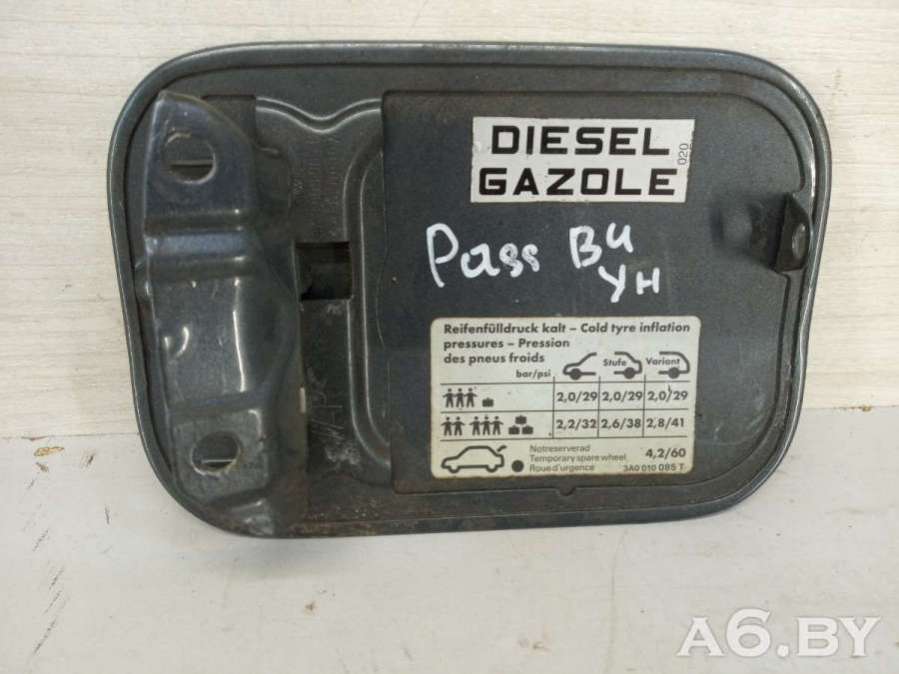 DIESEL
GAZOLE
020
Pass B4
УН
Reifenfülldruck kalt – Cold tyre inflation
pressures – Pression
des pneus froids
bar/psi
Stufe
Variant
2,0/29 2,0/29 2,0/29
2,2/32 2,6/38 2,8/41
Notreserverad
Temporary spare wheel
Roue d'urgence
4,2/60
3A0 010 085 T
A6.BY